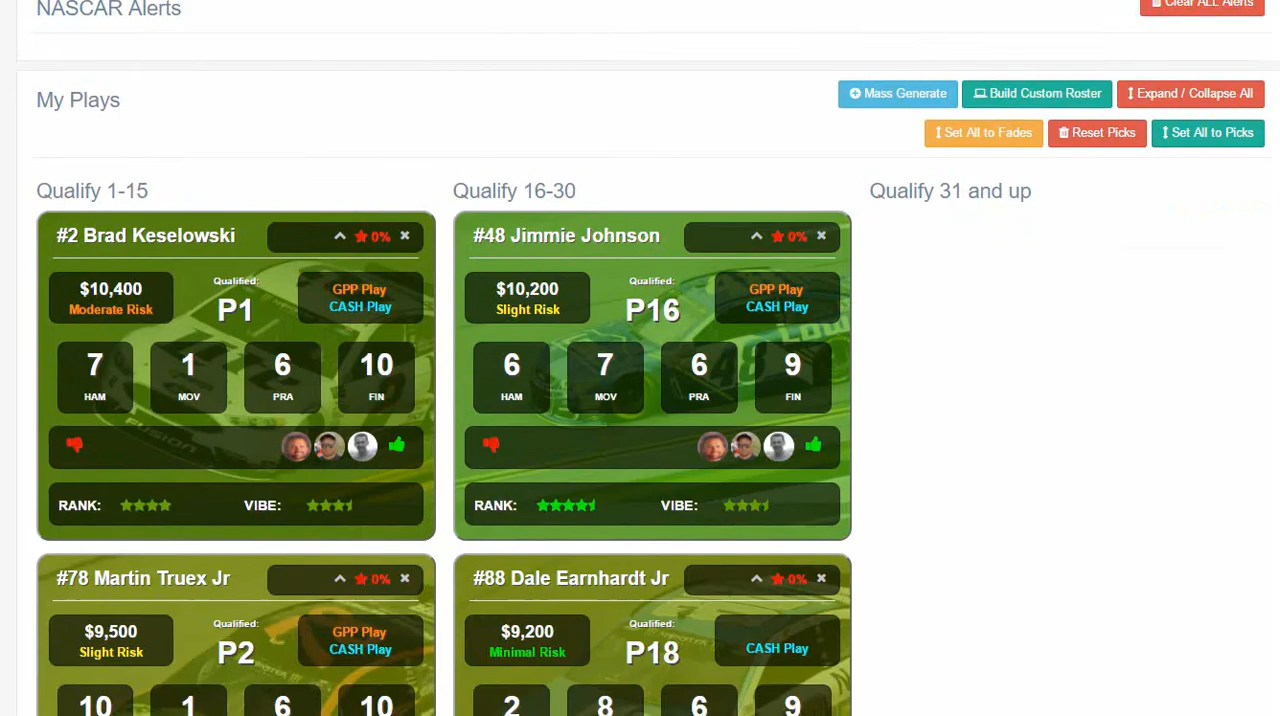 NASCAR Alerts
Clear ALL Alerts
My Plays
Mass Generate
Build Custom Roster
Expand / Collapse All
Set All to Fades
Reset Picks
Set All to Picks
Qualify 1-15
Qualify 16-30
Qualify 31 and up
#2 Brad Keselowski
0%
$10,400
Moderate Risk
Qualified:
P1
GPP Play
CASH Play
7
HAM
1
MOV
6
PRA
10
FIN
RANK:
VIBE:
#48 Jimmie Johnson
0%
$10,200
Slight Risk
Qualified:
P16
GPP Play
CASH Play
6
HAM
7
MOV
6
PRA
9
FIN
RANK:
VIBE:
#78 Martin Truex Jr
0%
$9,500
Slight Risk
Qualified:
P2
GPP Play
CASH Play
10
1
6
10
#88 Dale Earnhardt Jr
0%
$9,200
Minimal Risk
Qualified:
P18
CASH Play
2
8
6
9